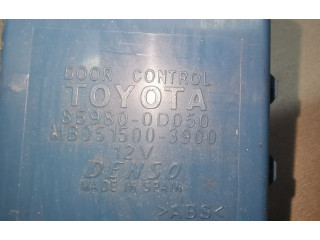 DOOR CONTROL
TOYOTA
85980-0D050
MB051500-3900
12V
DENSO
MADE IN SPAIN
>ABS<